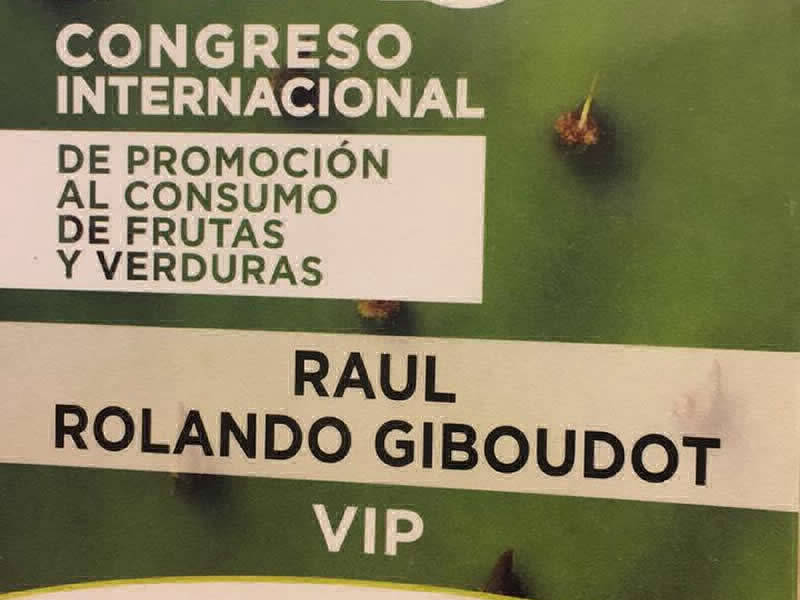 CONGRESO
INTERNACIONAL
DE PROMOCIÓN
AL CONSUMO
DE FRUTAS
Y VERDURAS
RAUL
ROLANDO GIBOUDOT
VIP